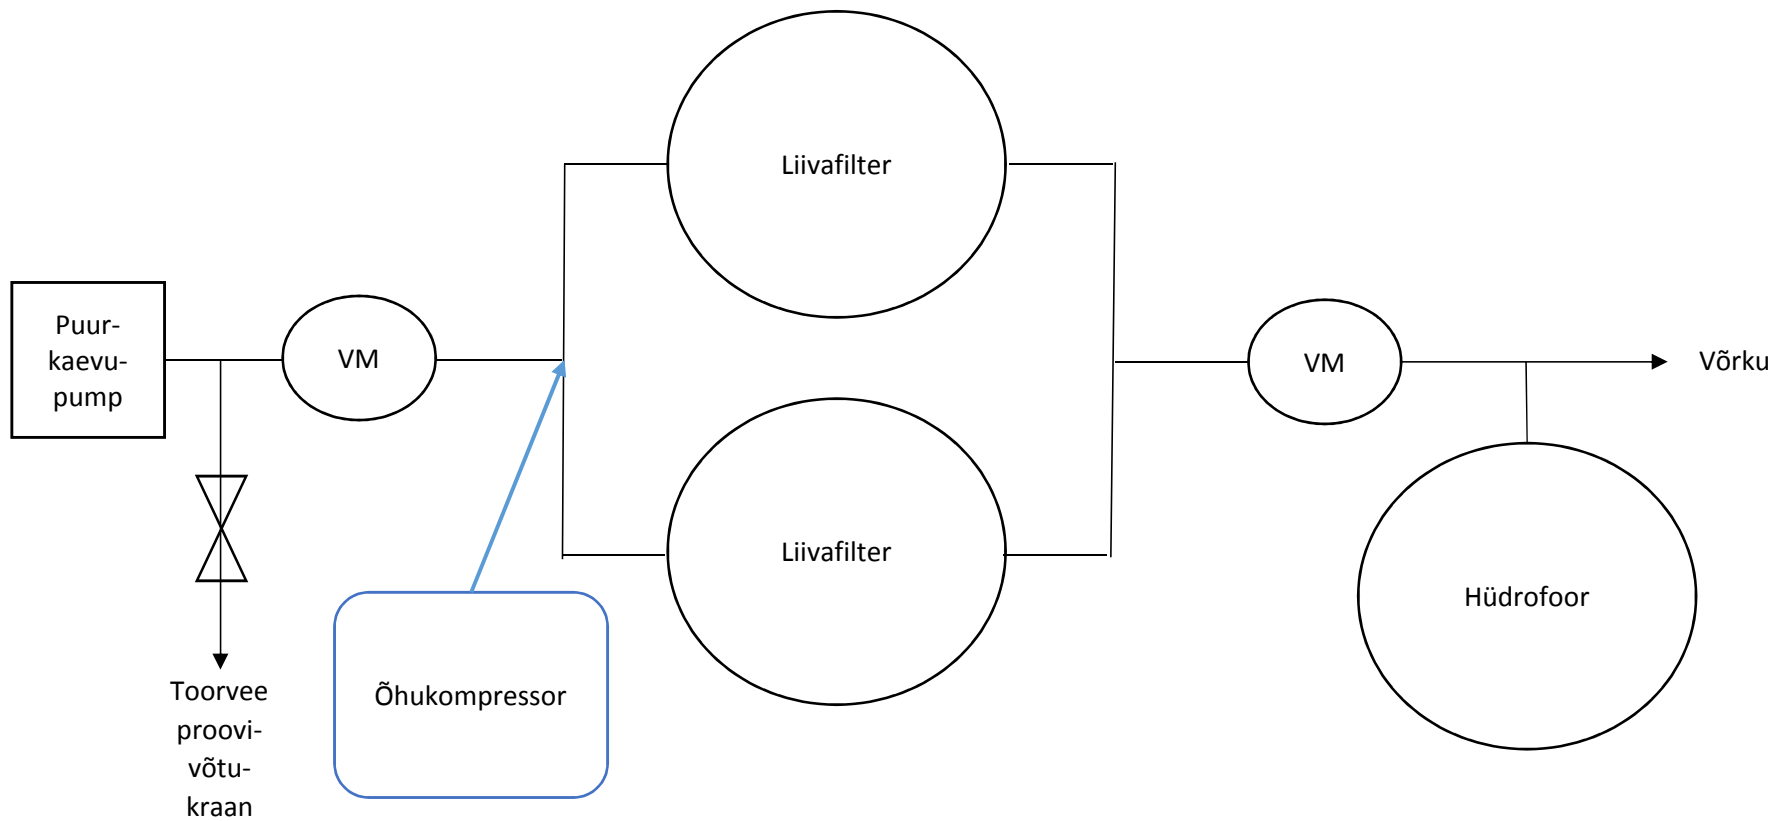 Liivafilter
Puur-
kaevu-
pump
VM
VM
Võrku
Liivafilter
Hüdrofoor
Õhukompressor
Toorvee
proovi-
võtu-
kraan